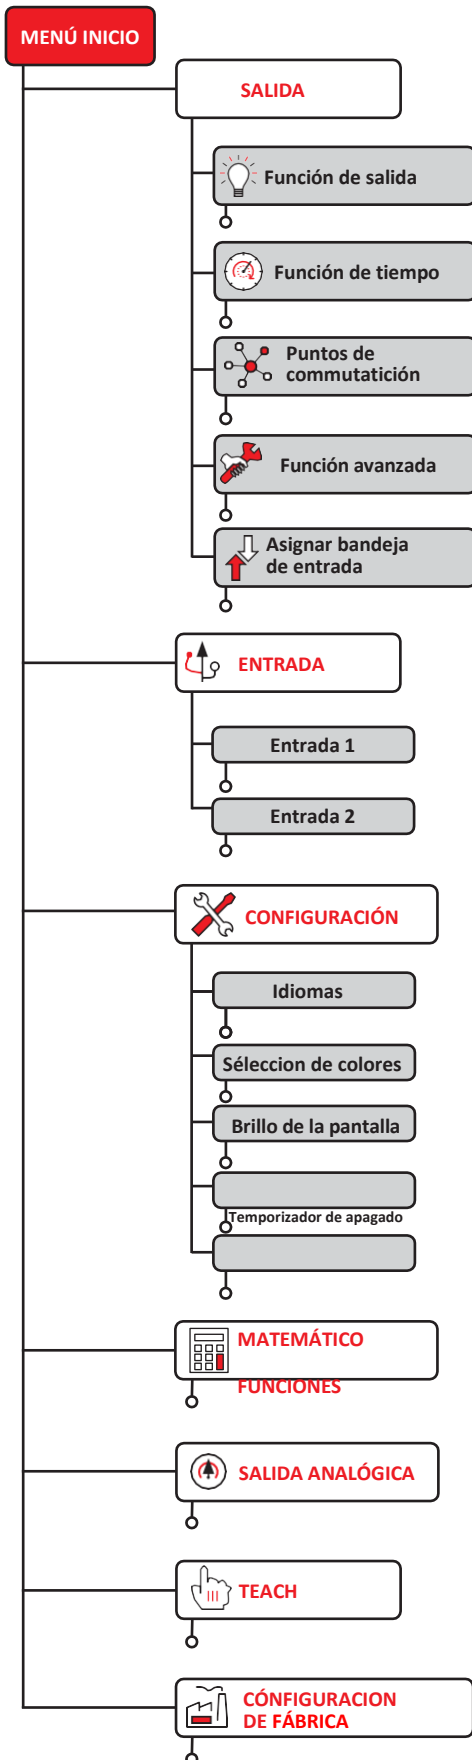 MENÚ INICIO
SALIDA
Función de salida
Función de tiempo
Puntos de
commutatición
Función avanzada
Asignar bandeja
de entrada
ENTRADA
Entrada 1
Entrada 2
CONFIGURACIÓN
Idiomas
Séleccion de colores
Brillo de la pantalla
Temporizador de apagado
MATEMÁTICO
FUNCIONES
SALIDA ANALÓGICA
TEACH
CÓNFIGURACION
DE FÁBRICA